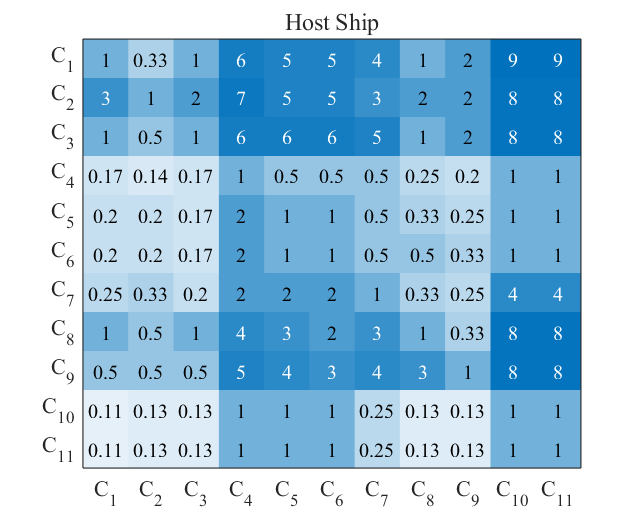 Host Ship
C1 1 0.33 1 6 5 5 4 1 2 9 9
C2 3 1 2 7 5 5 3 2 2 8 8
C3 1 0.5 1 6 6 6 5 1 2 8 8
C4 0.17 0.14 0.17 1 0.5 0.5 0.5 0.25 0.2 1 1
C5 0.2 0.2 0.17 2 1 1 0.5 0.33 0.25 1 1
C6 0.2 0.2 0.17 2 1 1 0.5 0.5 0.33 1 1
C7 0.25 0.33 0.2 2 2 2 1 0.33 0.25 4 4
C8 1 0.5 1 4 3 2 3 1 0.33 8 8
C9 0.5 0.5 0.5 5 4 3 4 3 1 8 8
C10 0.11 0.13 0.13 1 1 1 0.25 0.13 0.13 1 1
C11 0.11 0.13 0.13 1 1 1 0.25 0.13 0.13 1 1
C1 C2 C3 C4 C5 C6 C7 C8 C9 C10 C11